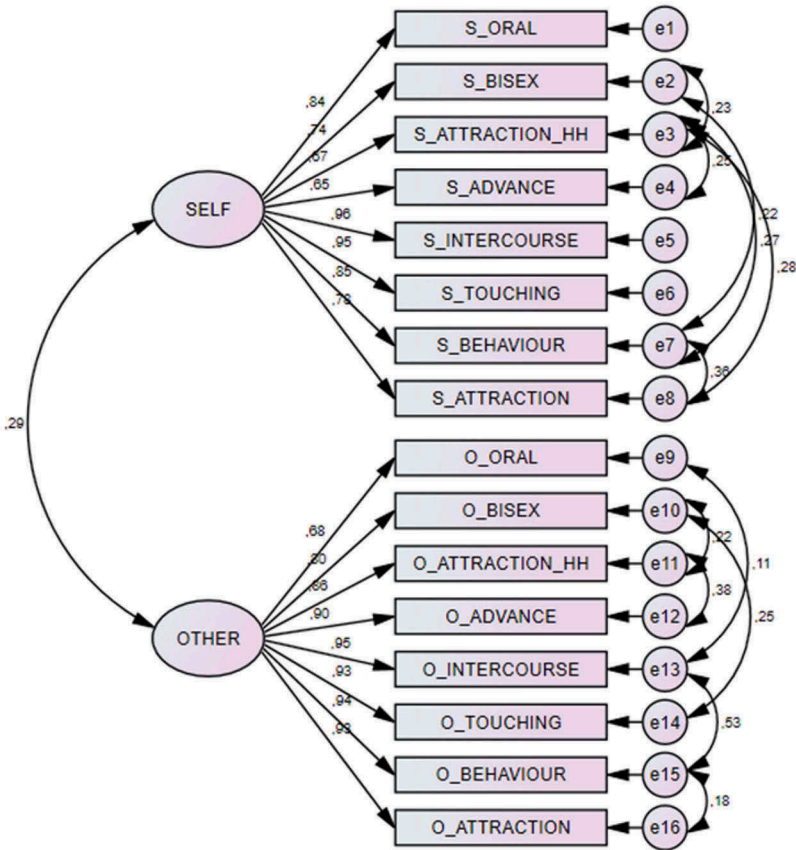 S_ORAL e1
,84
S_BISEX e2
,23
,74
S_ATTRACTION_HH e3
,67
,25
,65
S_ADVANCE e4
SELF
,96
,22
S_INTERCOURSE e5
,27
,95
,28
,85
S_TOUCHING e6
,78
S_BEHAVIOUR e7
,36
S_ATTRACTION e8
,29
O_ORAL e9
O_BISEX e10
,68
,22
,80
O_ATTRACTION_HH e11
,11
,86
,38
,90
O_ADVANCE e12
,25
OTHER
,95
O_INTERCOURSE e13
,93
,94
O_TOUCHING e14
,53
,93
O_BEHAVIOUR e15
,18
O_ATTRACTION e16